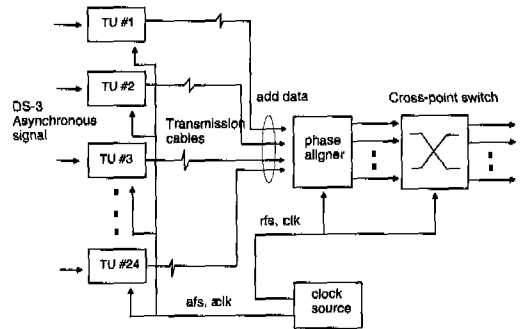 TU #1
TU #2
add data
Cross-point switch
DS-3
Asynchronous
signal
Transmission
cables
phase
aligner
TU #3
rfs, clk
TU #24
afs, aclk
clock
source